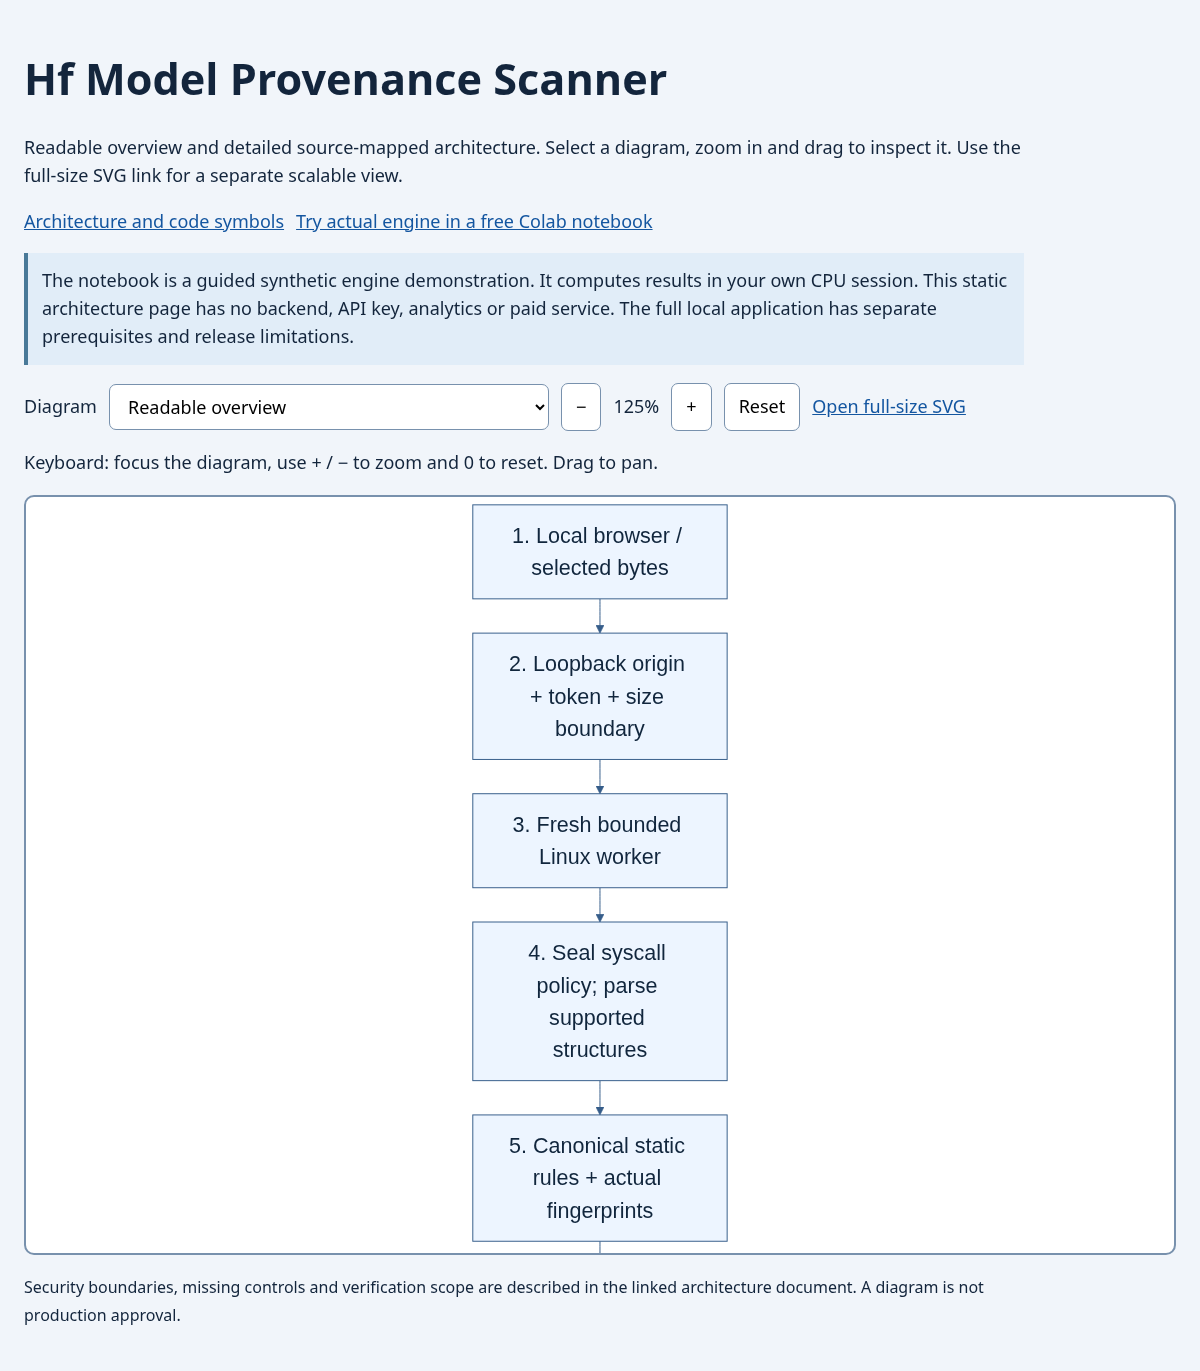 Hf Model Provenance Scanner
Readable overview and detailed source-mapped architecture. Select a diagram, zoom in and drag to inspect it. Use the
full-size SVG link for a separate scalable view.
Architecture and code symbols Try actual engine in a free Colab notebook
The notebook is a guided synthetic engine demonstration. It computes results in your own CPU session. This static
architecture page has no backend, API key, analytics or paid service. The full local application has separate
prerequisites and release limitations.
Diagram Readable overview − 125% + Reset Open full-size SVG
Keyboard: focus the diagram, use + / − to zoom and 0 to reset. Drag to pan.
1. Local browser /
selected bytes
2. Loopback origin
+ token + size
boundary
3. Fresh bounded
Linux worker
4. Seal syscall
policy; parse
supported
structures
5. Canonical static
rules + actual
fingerprints
Security boundaries, missing controls and verification scope are described in the linked architecture document. A diagram is not
production approval.